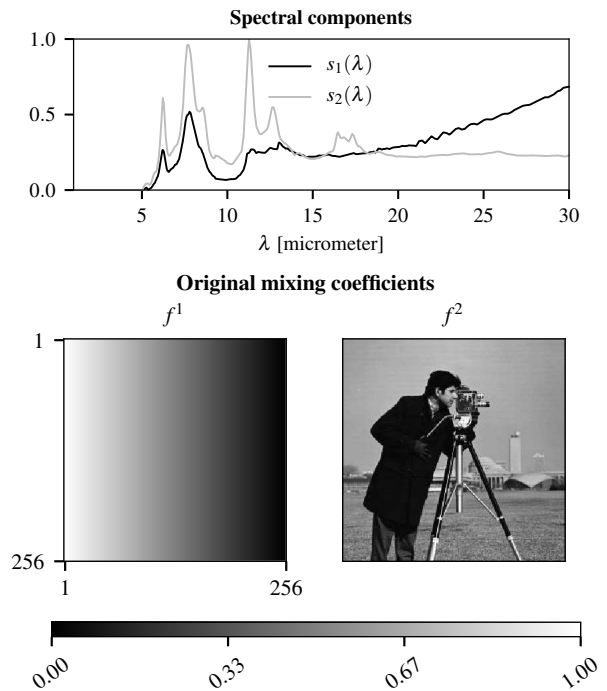 Spectral components
1.0
0.5
0.0
s₁(λ)
s₂(λ)
5 10 15 20 25 30
λ [micrometer]
Original mixing coefficients
f¹ f²
1
256
1 256
0.00 0.33 0.67 1.00